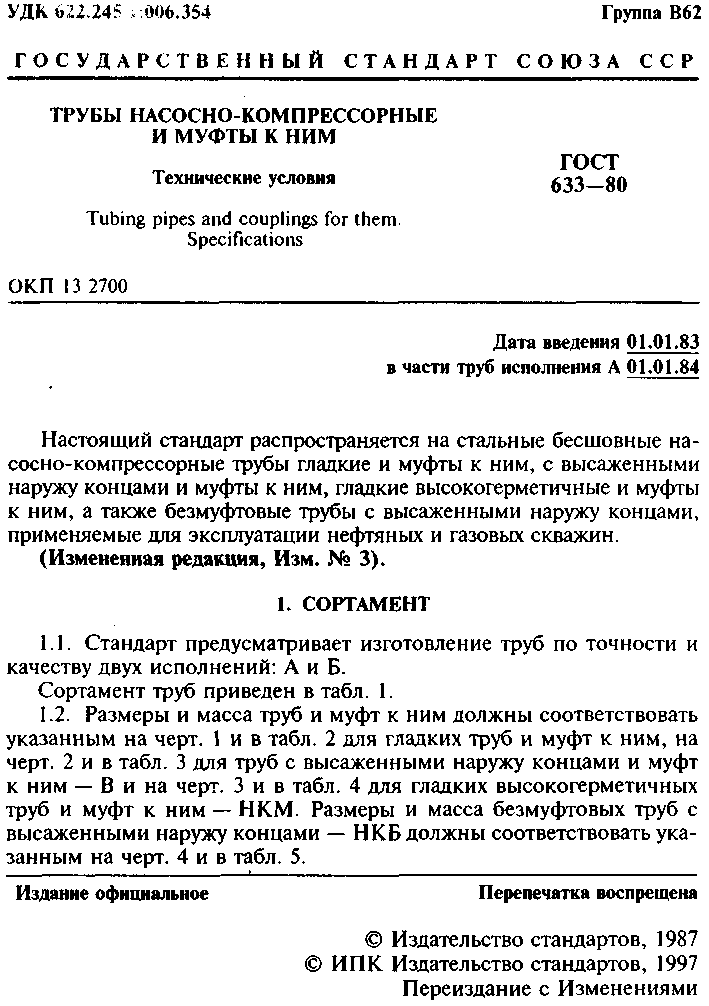 УДК 622.245 : 006.354 Группа В62
ГОСУДАРСТВЕННЫЙ СТАНДАРТ СОЮЗА ССР
ТРУБЫ НАСОСНО-КОМПРЕССОРНЫЕ
И МУФТЫ К НИМ
Технические условия
Tubing pipes and couplings for them.
Specifications
ГОСТ
633—80
ОКП 13 2700
Дата введения 01.01.83
в части труб исполнения А 01.01.84
Настоящий стандарт распространяется на стальные бесшовные на-
сосно-компрессорные трубы гладкие и муфты к ним, с высаженными
наружу концами и муфты к ним, гладкие высокогерметичные и муфты
к ним, а также безмуфтовые трубы с высаженными наружу концами,
применяемые для эксплуатации нефтяных и газовых скважин.
(Измененная редакция, Изм. № 3).
1. СОРТАМЕНТ
1.1. Стандарт предусматривает изготовление труб по точности и
качеству двух исполнений: А и Б.
Сортамент труб приведен в табл. 1.
1.2. Размеры и масса труб и муфт к ним должны соответствовать
указанным на черт. 1 и в табл. 2 для гладких труб и муфт к ним, на
черт. 2 и в табл. 3 для труб с высаженными наружу концами и муфт
к ним — В и на черт. 3 и в табл. 4 для гладких высокогерметичных
труб и муфт к ним — НКМ. Размеры и масса безмуфтовых труб с
высаженными наружу концами — НКБ должны соответствовать ука-
занным на черт. 4 и в табл. 5.
Издание официальное Перепечатка воспрещена
© Издательство стандартов, 1987
© ИПК Издательство стандартов, 1997
Переиздание с Изменениями